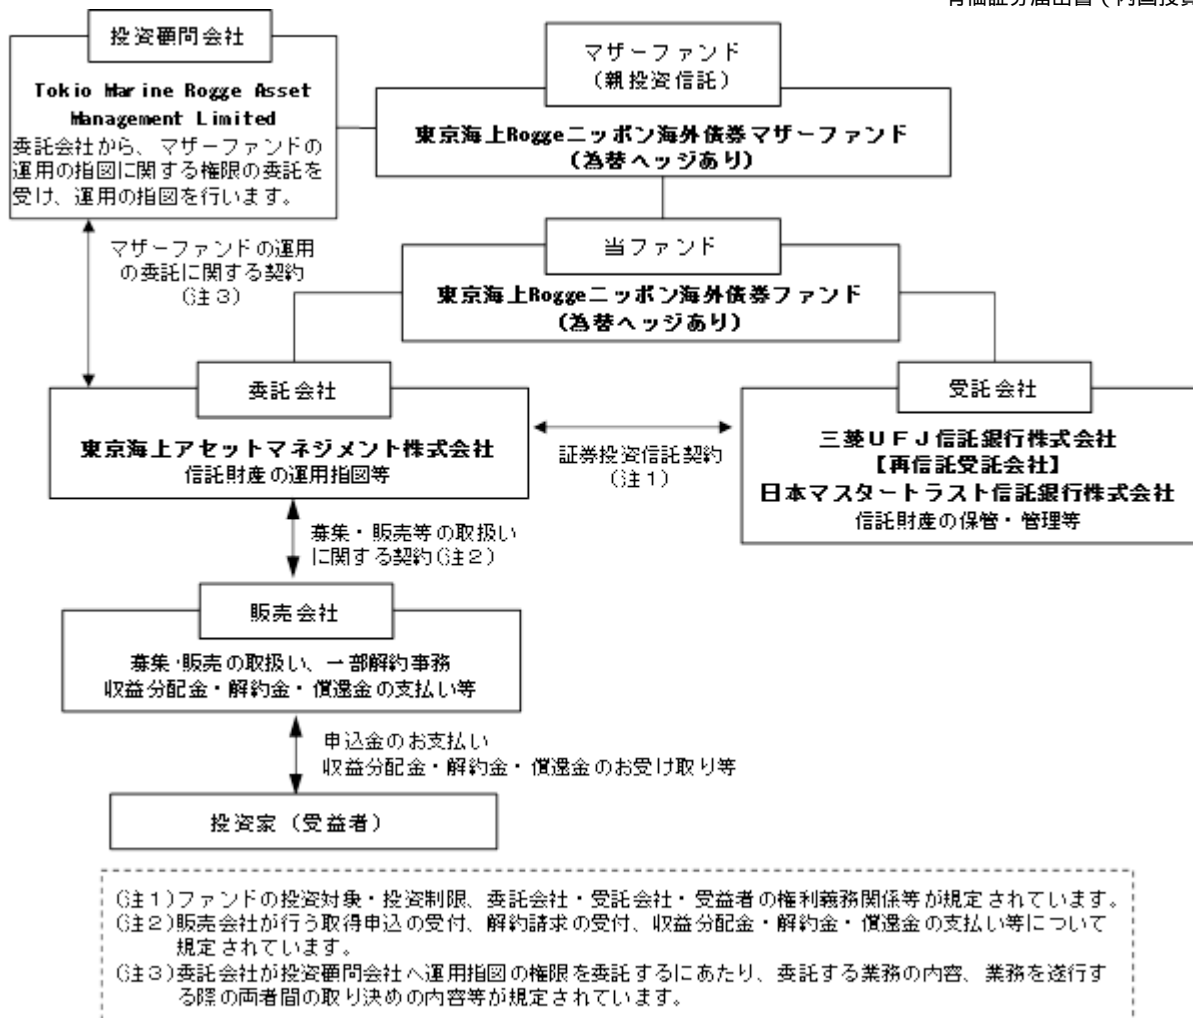 有価証券届出書（内国投資
投資顧問会社
Tokio Marine Rogge Asset
Management Limited
委託会社から、マザーファンドの
運用の指図に関する権限の委託を
受け、運用の指図を行います。
マザーファンド
（親投資信託）
東京海上Roggeニッポン海外債券マザーファンド
(為替ヘッジあり)
マザーファンドの運用
の委託に関する契約
(注３)
当ファンド
東京海上Roggeニッポン海外債券ファンド
(為替ヘッジあり)
委託会社
東京海上アセットマネジメント株式会社
信託財産の運用指図等
証券投資信託契約
(注１)
受託会社
三菱ＵＦＪ信託銀行株式会社
【再信託受託会社】
日本マスタートラスト信託銀行株式会社
信託財産の保管・管理等
募集・販売等の取扱い
に関する契約(注２)
販売会社
募集・販売の取扱い、一部解約事務
収益分配金・解約金・償還金の支払い等
申込金のお支払い
収益分配金・解約金・償還金のお受け取り等
投資家（受益者）
(注１)ファンドの投資対象・投資制限、委託会社・受託会社・受益者の権利義務関係等が規定されています。
(注２)販売会社が行う取得申込の受付、解約請求の受付、収益分配金・解約金・償還金の支払い等について
規定されています。
(注３)委託会社が投資顧問会社へ運用指図の権限を委託するにあたり、委託する業務の内容、業務を遂行す
る際の両者間の取り決めの内容等が規定されています。